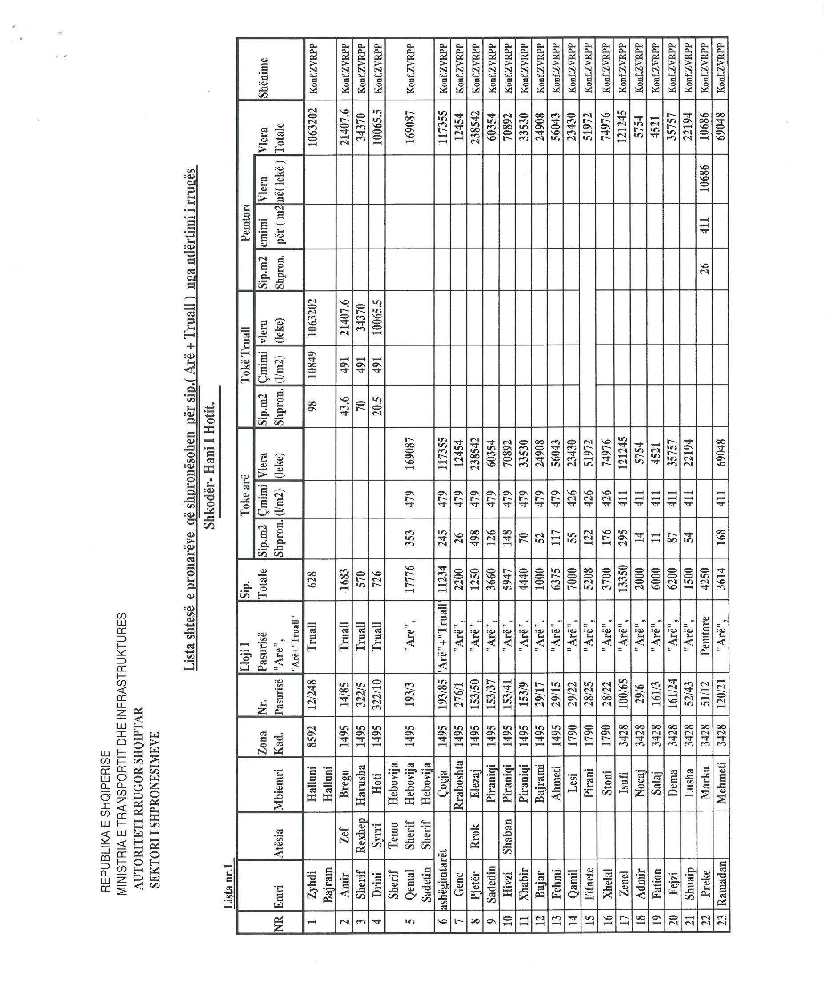 REPUBLIKA E SHQIPERISE
MINISTRIA E TRANSPORTIT DHE INFRASTRUKTURES
AUTORITETI RRUGOR SHQIPTAR
SEKTORI I SHPRONESIMEVE
Lista shtesë e pronarëve që shpronësohen për sip.( Arë + Truall ) nga ndërtimi i rrugës
Shkodër- Hani I Hotit.
Lista nr.1
Lloji I Sip. Toke arë Tokë Truall Pemtore
Zona Nr. Pasurisë Totale Sip.m2 Çmimi Vlera Sip.m2 Çmimi vlera Sip.m2 cmimi Vlera Vlera Shënime
NR Emri Atësia Mbiemri Kad. Pasurisë "Are", Shpron. (l/m2) (leke) Shpron. (l/m2) (leke) Shpron. për ( m2 në( lekë ) Totale
"Arë+"Truall"
1 Zyhdi Halluni 8592 12/248 Truall 628 98 10849 1063202 1063202 Konf.ZVRPP
Bajram Halluni
2 Amir Zef Bregu 1495 14/85 Truall 1683 43.6 491 21407.6 21407.6 Konf.ZVRPP
3 Sherif Rexhep Harusha 1495 322/5 Truall 570 70 491 34370 34370 Konf.ZVRPP
4 Drini Syrri Hoti 1495 322/10 Truall 726 20.5 491 10065.5 10065.5 Konf.ZVRPP
Sherif Temo Hebovija
5 Qemal Sherif Hebovija 1495 193/3 "Are", 17776 353 479 169087 169087 Konf.ZVRPP
Sadetin Sherif Hebovija
6 ashëgimtarët Çoçja 1495 193/85 'Arë"+"Truall' 11234 245 479 117355 117355 Konf.ZVRPP
7 Genc Rraboshta 1495 276/1 "Arë", 2200 26 479 12454 12454 Konf.ZVRPP
8 Pjetër Rrok Elezaj 1495 153/50 "Arë", 1250 498 479 238542 238542 Konf.ZVRPP
9 Sadedin Piraniqi 1495 153/37 "Arë", 3660 126 479 60354 60354 Konf.ZVRPP
10 Hivzi Shaban Piraniqi 1495 153/41 "Arë", 5947 148 479 70892 70892 Konf.ZVRPP
11 Xhabir Piraniqi 1495 153/9 "Arë", 4440 70 479 33530 33530 Konf.ZVRPP
12 Bujar Bajrami 1495 29/17 "Arë", 1000 52 479 24908 24908 Konf.ZVRPP
13 Fehmi Ahmeti 1495 29/15 "Arë", 6375 117 479 56043 56043 Konf.ZVRPP
14 Qamil Lesi 1790 29/22 "Arë", 7000 55 426 23430 23430 Konf.ZVRPP
15 Fitnete Pirani 1790 28/25 "Arë", 5208 122 426 51972 51972 Konf.ZVRPP
16 Xhelal Stoni 1790 28/22 "Arë", 3700 176 426 74976 74976 Konf.ZVRPP
17 Zenel Isufi 3428 100/65 "Arë", 13350 295 411 121245 121245 Konf.ZVRPP
18 Admir Nocaj 3428 29/6 "Arë", 2000 14 411 5754 5754 Konf.ZVRPP
19 Fation Salaj 3428 161/3 "Arë", 6000 11 411 4521 4521 Konf.ZVRPP
20 Fejzi Dema 3428 161/24 "Arë", 6200 87 411 35757 35757 Konf.ZVRPP
21 Shuaip Lusha 3428 52/43 "Arë", 1500 54 411 22194 22194 Konf.ZVRPP
22 Preke Marku 3428 51/12 Pemtore 4250 26 411 10686 10686 Konf.ZVRPP
23 Ramadan Mehmeti 3428 120/21 "Arë", 3614 168 411 69048 69048 Konf.ZVRPP